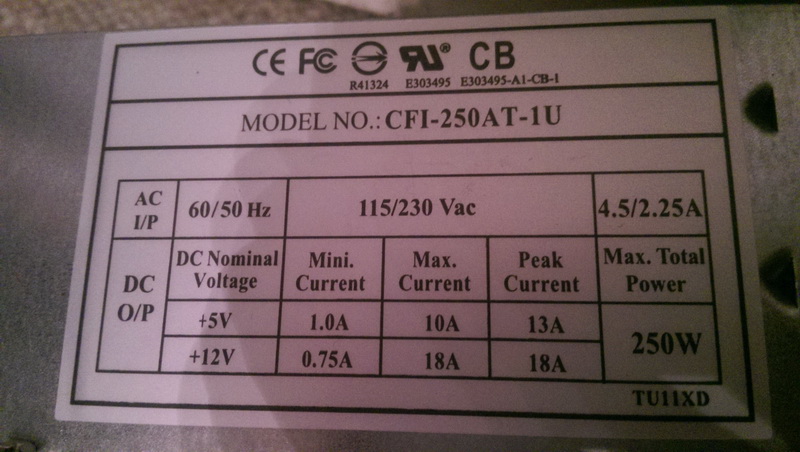 CE FC RU® CB
R41324 E303495 E303495-A1-CB-1
MODEL NO.: CFI-250AT-1U
AC I/P 60/50 Hz 115/230 Vac 4.5/2.25A
DC O/P DC Nominal Voltage Mini. Current Max. Current Peak Current Max. Total Power
+5V 1.0A 10A 13A 250W
+12V 0.75A 18A 18A
TU11XD